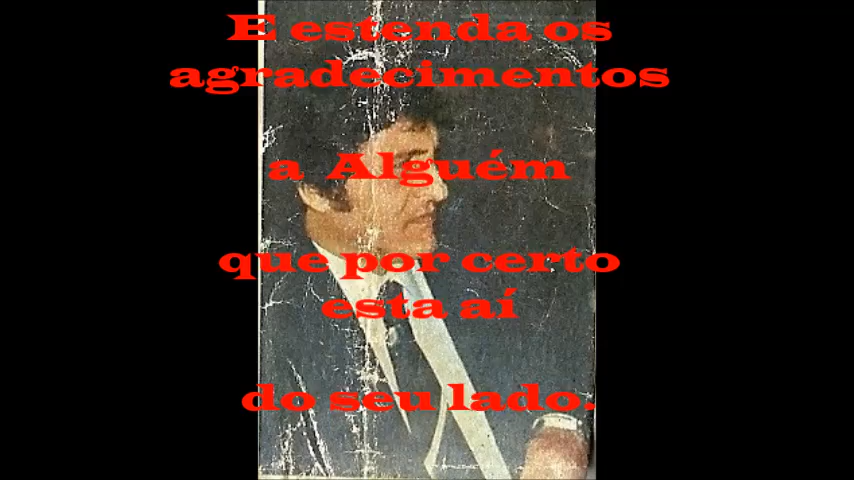 E estenda os
agradecimentos
a Alguém
que por certo
esta aí
do seu lado.